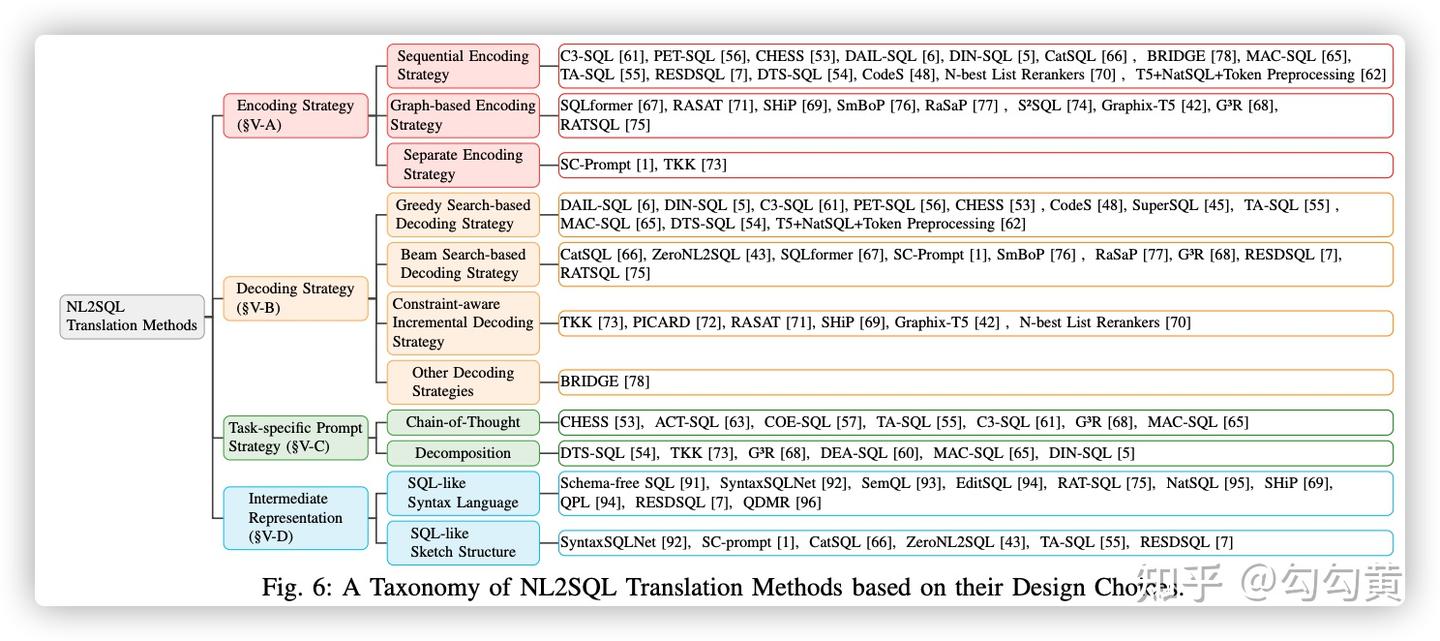 Sequential Encoding
Strategy
C3-SQL [61], PET-SQL [56], CHESS [53], DAIL-SQL [6], DIN-SQL [5], CatSQL [66] , BRIDGE [78], MAC-SQL [65],
TA-SQL [55], RESDSQL [7], DTS-SQL [54], CodeS [48], N-best List Rerankers [70] , T5+NatSQL+Token Preprocessing [62]
Encoding Strategy
(§V-A)
Graph-based Encoding
Strategy
SQLformer [67], RASAT [71], SHiP [69], SmBoP [76], RaSaP [77] , S²SQL [74], Graphix-T5 [42], G³R [68],
RATSQL [75]
Separate Encoding
Strategy
SC-Prompt [1], TKK [73]
Greedy Search-based
Decoding Strategy
DAIL-SQL [6], DIN-SQL [5], C3-SQL [61], PET-SQL [56], CHESS [53] , CodeS [48], SuperSQL [45], TA-SQL [55] ,
MAC-SQL [65], DTS-SQL [54], T5+NatSQL+Token Preprocessing [62]
Beam Search-based
Decoding Strategy
CatSQL [66], ZeroNL2SQL [43], SQLformer [67], SC-Prompt [1], SmBoP [76] , RaSaP [77], G³R [68], RESDSQL [7],
RATSQL [75]
NL2SQL
Translation Methods
Decoding Strategy
(§V-B)
Constraint-aware
Incremental Decoding
Strategy
TKK [73], PICARD [72], RASAT [71], SHiP [69], Graphix-T5 [42] , N-best List Rerankers [70]
Other Decoding
Strategies
BRIDGE [78]
Task-specific Prompt
Strategy (§V-C)
Chain-of-Thought
CHESS [53], ACT-SQL [63], COE-SQL [57], TA-SQL [55], C3-SQL [61], G³R [68], MAC-SQL [65]
Decomposition
DTS-SQL [54], TKK [73], G³R [68], DEA-SQL [60], MAC-SQL [65], DIN-SQL [5]
Intermediate
Representation
(§V-D)
SQL-like
Syntax Language
Schema-free SQL [91], SyntaxSQLNet [92], SemQL [93], EditSQL [94], RAT-SQL [75], NatSQL [95], SHiP [69],
QPL [94], RESDSQL [7], QDMR [96]
SQL-like
Sketch Structure
SyntaxSQLNet [92], SC-prompt [1], CatSQL [66], ZeroNL2SQL [43], TA-SQL [55], RESDSQL [7]
Fig. 6: A Taxonomy of NL2SQL Translation Methods based on their Design Choices.
知乎 @勾勾黄